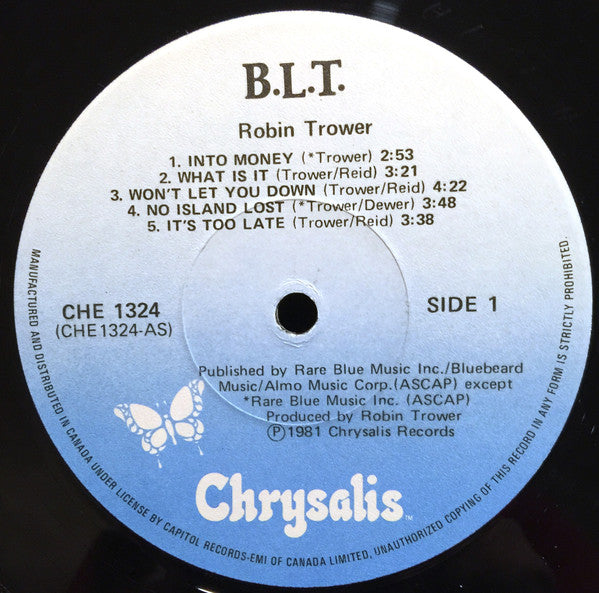 B.L.T.
Robin Trower
1. INTO MONEY (*Trower) 2:53
2. WHAT IS IT (Trower/Reid) 3:21
3. WON'T LET YOU DOWN (Trower/Reid) 4:22
4. NO ISLAND LOST (*Trower/Dewer) 3:48
5. IT'S TOO LATE (Trower/Reid) 3:38
CHE 1324
(CHE1324-AS)
SIDE 1
Published by Rare Blue Music Inc./Bluebeard
Music/Almo Music Corp.(ASCAP) except
*Rare Blue Music Inc. (ASCAP)
Produced by Robin Trower
Ⓟ1981 Chrysalis Records
Chrysalis™
MANUFACTURED AND DISTRIBUTED IN CANADA UNDER LICENSE BY CAPITOL RECORDS-EMI OF CANADA LIMITED, UNAUTHORIZED COPYING OF THIS RECORD IN ANY FORM IS STRICTLY PROHIBITED.